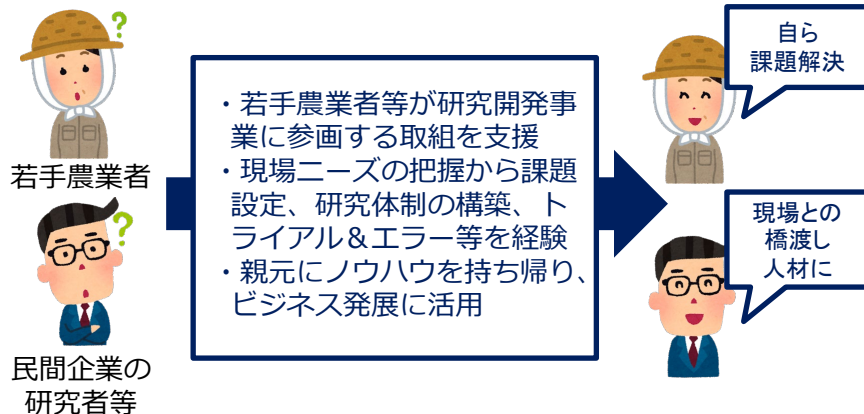 ?
若手農業者
?
民間企業の
研究者等
・若手農業者等が研究開発事
業に参画する取組を支援
・現場ニーズの把握から課題
設定、研究体制の構築、ト
ライアル＆エラー等を経験
・親元にノウハウを持ち帰り、
ビジネス発展に活用
自ら
課題解決
現場との
橋渡し
人材に